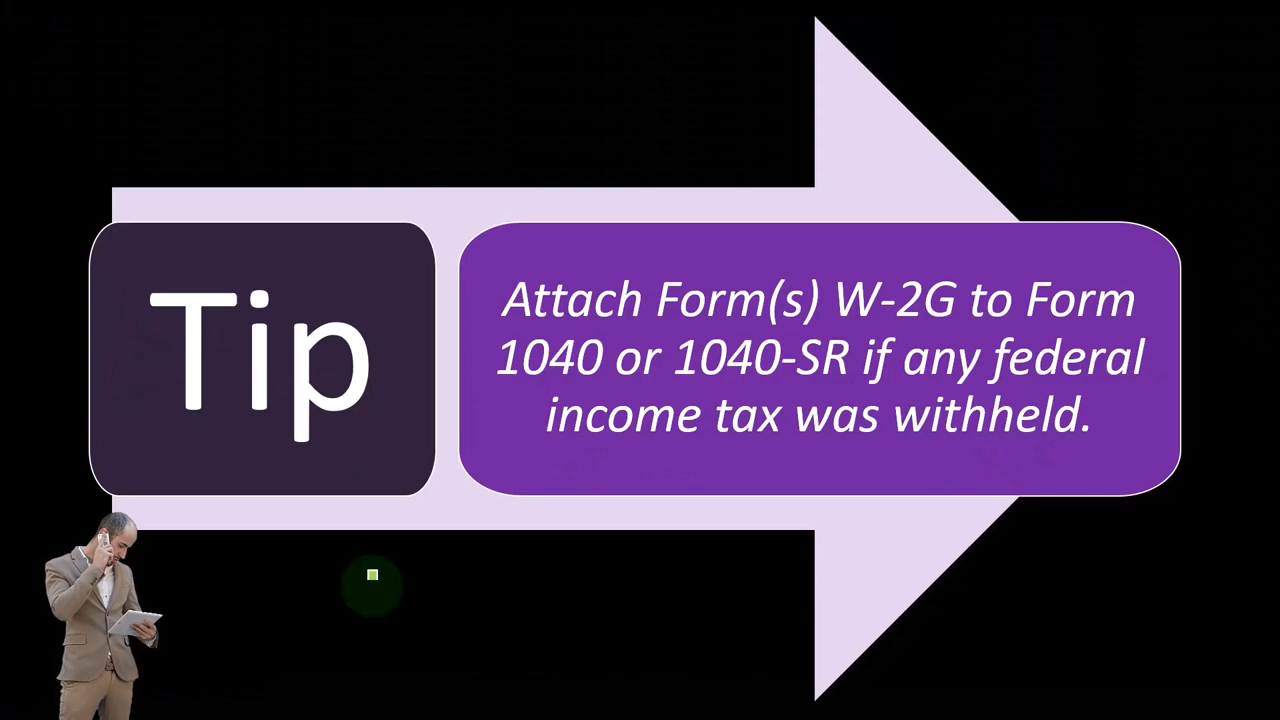 Tip
Attach Form(s) W-2G to Form
1040 or 1040-SR if any federal
income tax was withheld.